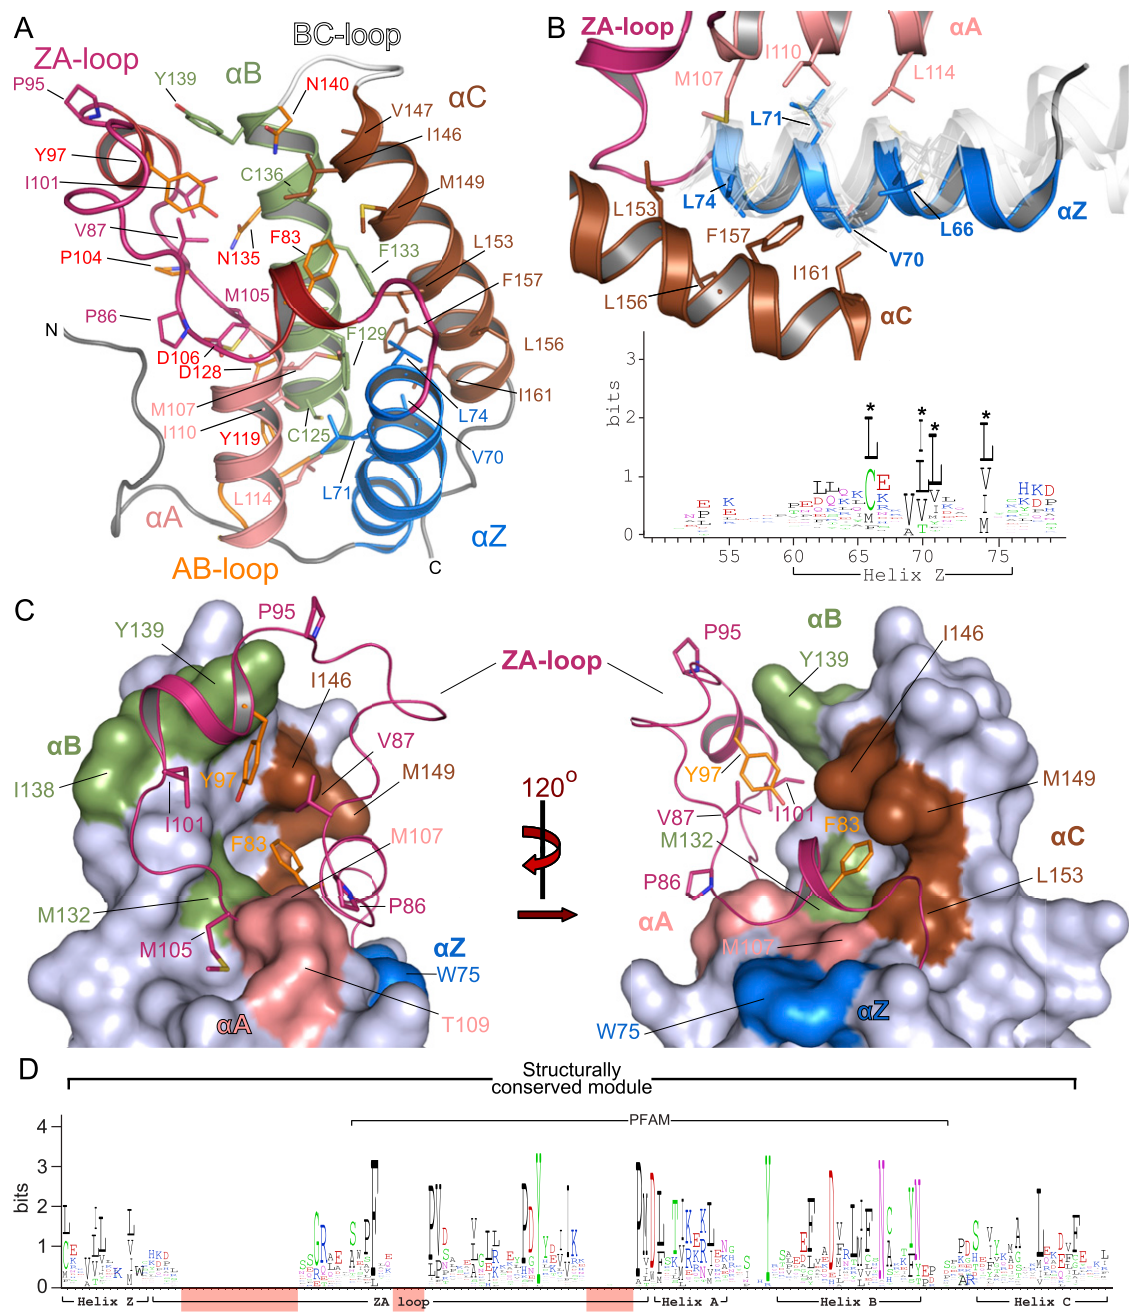 A
BC-loop
ZA-loop
αB
P95
Y139
N140
αC
V147
I146
Y97
I101
C136
M149
V87
F83
F133
L153
P104
N135
M105
F157
P86
N
F129
L156
D106
D128
I161
M107
L74
I110
Y119
C125
V70
L71
L114
αA
αZ
AB-loop
C
B
ZA-loop
αA
I110
M107
L114
L71
L74
αZ
L153
L66
F157
V70
I161
L156
αC
3
bits
2
1
0
* * * *
55 60 65 70 75
Helix Z
C
P95
αB
Y139
I146
ZA-loop
P95
Y139
I146
αB
V87
Y97
M149
Y97
M149
I138
I101
120°
V87
I101
F83
αC
F83
M107
M132
L153
P86
P86
M132
αA
M105
αZ
M107
W75
αZ
αA
T109
W75
D
Structurally
conserved module
PFAM
4
3
bits
2
1
0
Helix Z
ZA loop
Helix A
Helix B
Helix C